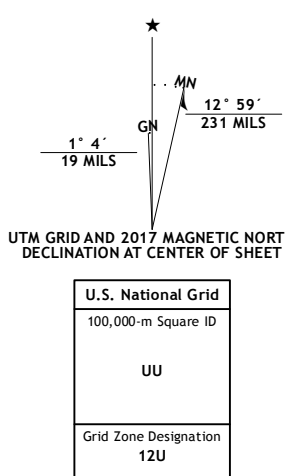 ★
MN
GN
12° 59´
231 MILS
1° 4´
19 MILS
UTM GRID AND 2017 MAGNETIC NORT
DECLINATION AT CENTER OF SHEET
U.S. National Grid
100,000-m Square ID
UU
Grid Zone Designation
12U